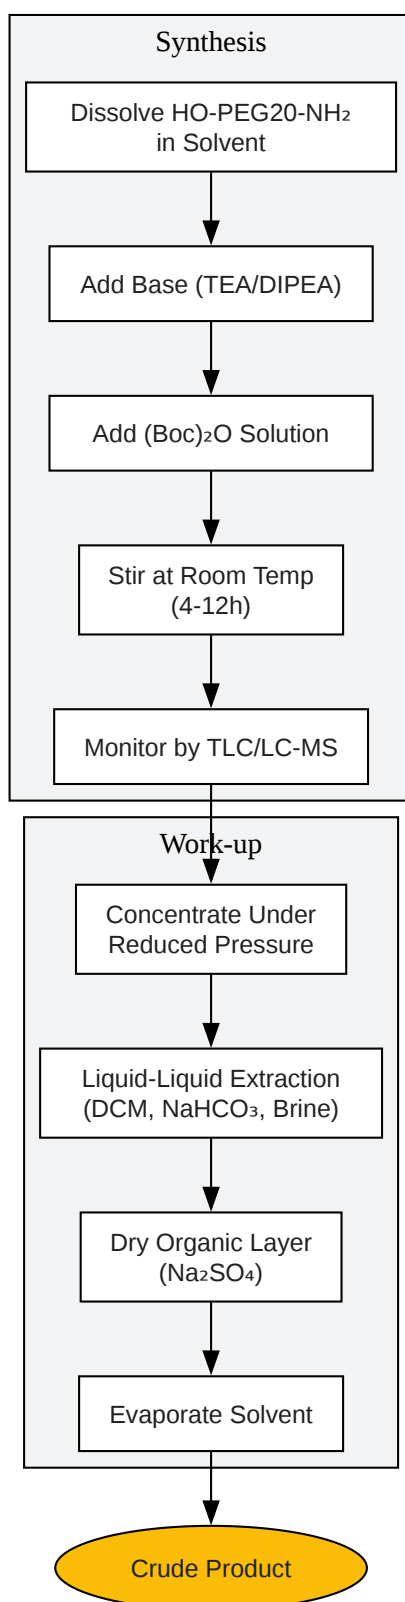 Synthesis
Dissolve HO-PEG20-NH₂
in Solvent
Add Base (TEA/DIPEA)
Add (Boc)₂O Solution
Stir at Room Temp
(4-12h)
Monitor by TLC/LC-MS
Work-up
Concentrate Under
Reduced Pressure
Liquid-Liquid Extraction
(DCM, NaHCO₃, Brine)
Dry Organic Layer
(Na₂SO₄)
Evaporate Solvent
Crude Product